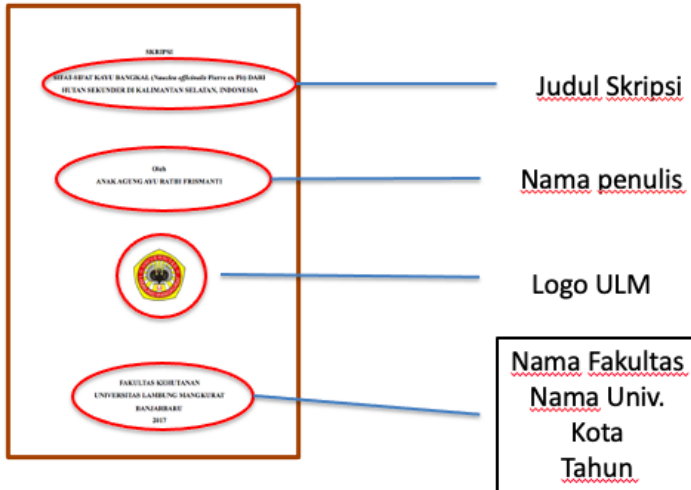 SKRIPSI
SIFAT-SIFAT KAYU BANGKAL (Nauclea officinalis Pierre ex Pit) DARI
HUTAN SEKUNDER DI KALIMANTAN SELATAN, INDONESIA
Judul Skripsi
Oleh
ANAK AGUNG AYU RATIH FRISMANTI
Nama penulis
Logo ULM
FAKULTAS KEHUTANAN
UNIVERSITAS LAMBUNG MANGKURAT
BANJARBARU
2017
Nama Fakultas
Nama Univ.
Kota
Tahun